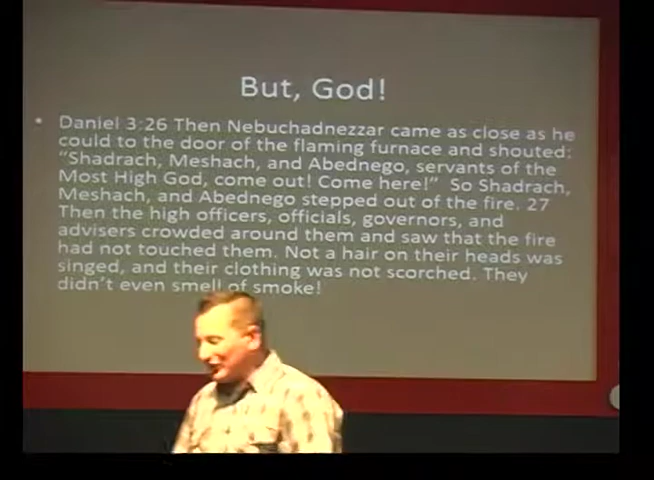 But, God!
• Daniel 3:26 Then Nebuchadnezzar came as close as he
could to the door of the flaming furnace and shouted:
“Shadrach, Meshach, and Abednego, servants of the
Most High God, come out! Come here!” So Shadrach,
Meshach, and Abednego stepped out of the fire. 27
Then the high officers, officials, governors, and
advisers crowded around them and saw that the fire
had not touched them. Not a hair on their heads was
singed, and their clothing was not scorched. They
didn’t even smell of smoke!